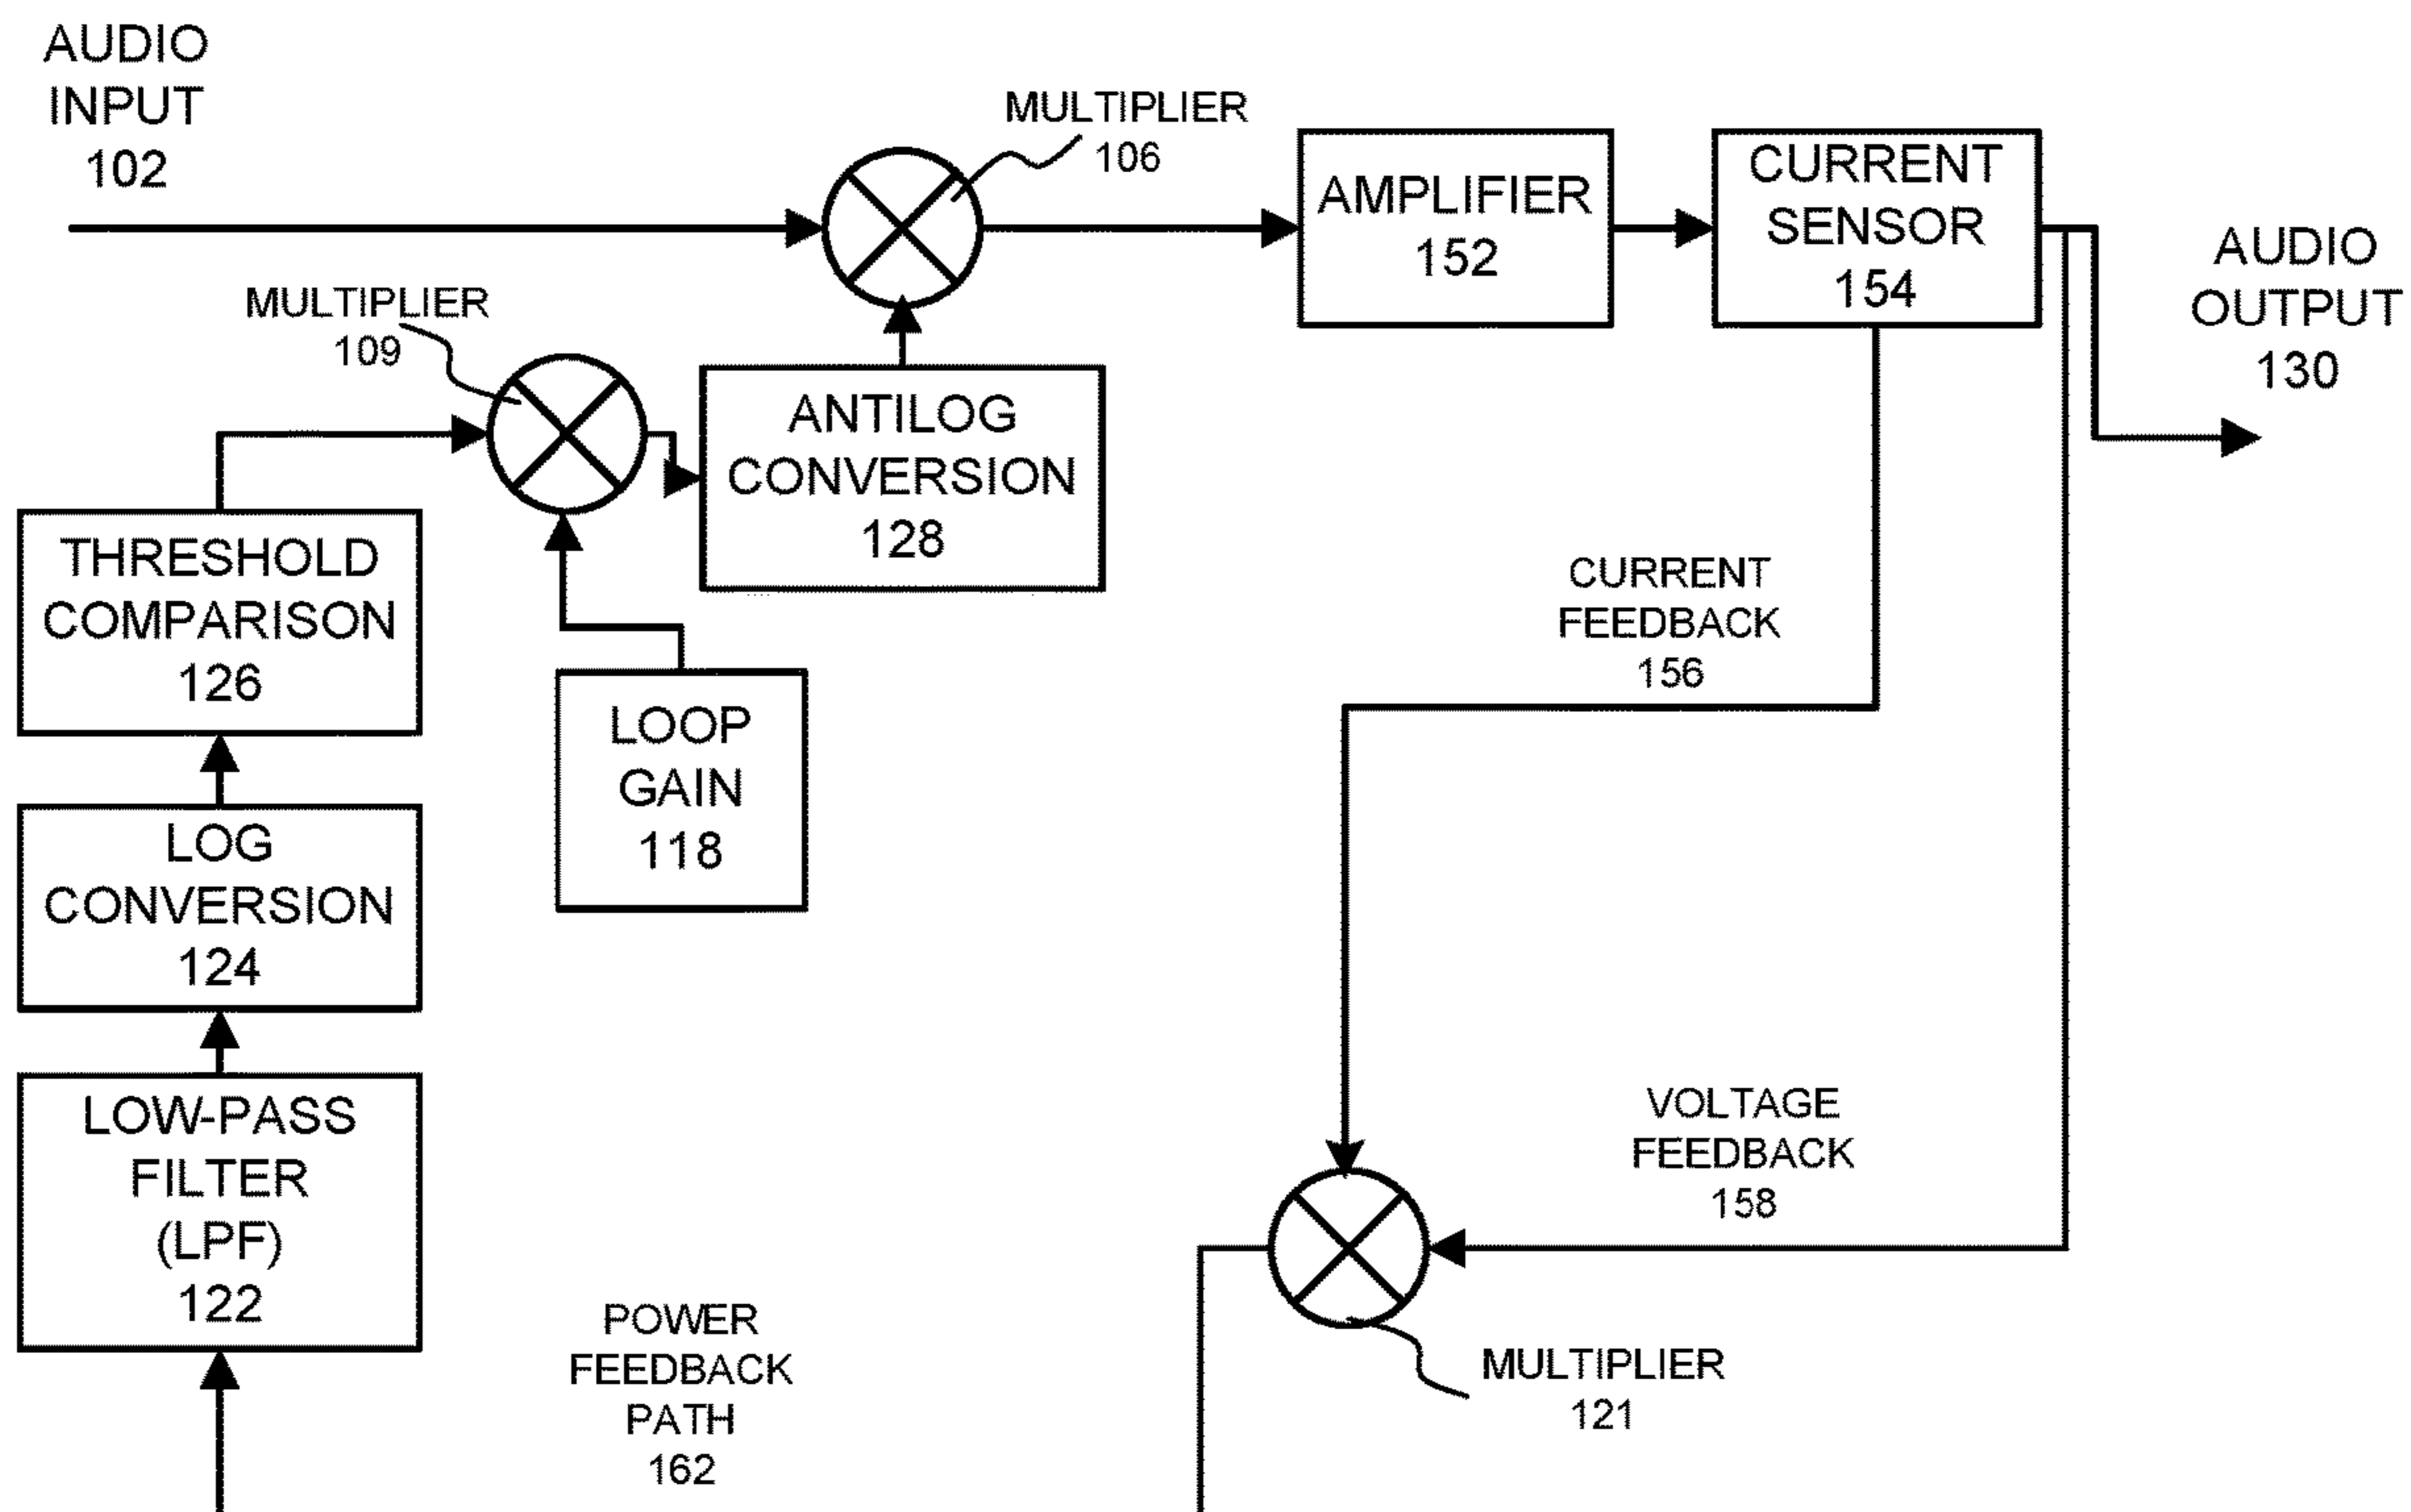 AUDIO
INPUT
102
MULTIPLIER
106
AMPLIFIER
152
CURRENT
SENSOR
154
AUDIO
OUTPUT
130
MULTIPLIER
109
ANTILOG
CONVERSION
128
THRESHOLD
COMPARISON
126
LOOP
GAIN
118
CURRENT
FEEDBACK
156
LOG
CONVERSION
124
LOW-PASS
FILTER
(LPF)
122
VOLTAGE
FEEDBACK
158
POWER
FEEDBACK
PATH
162
MULTIPLIER
121